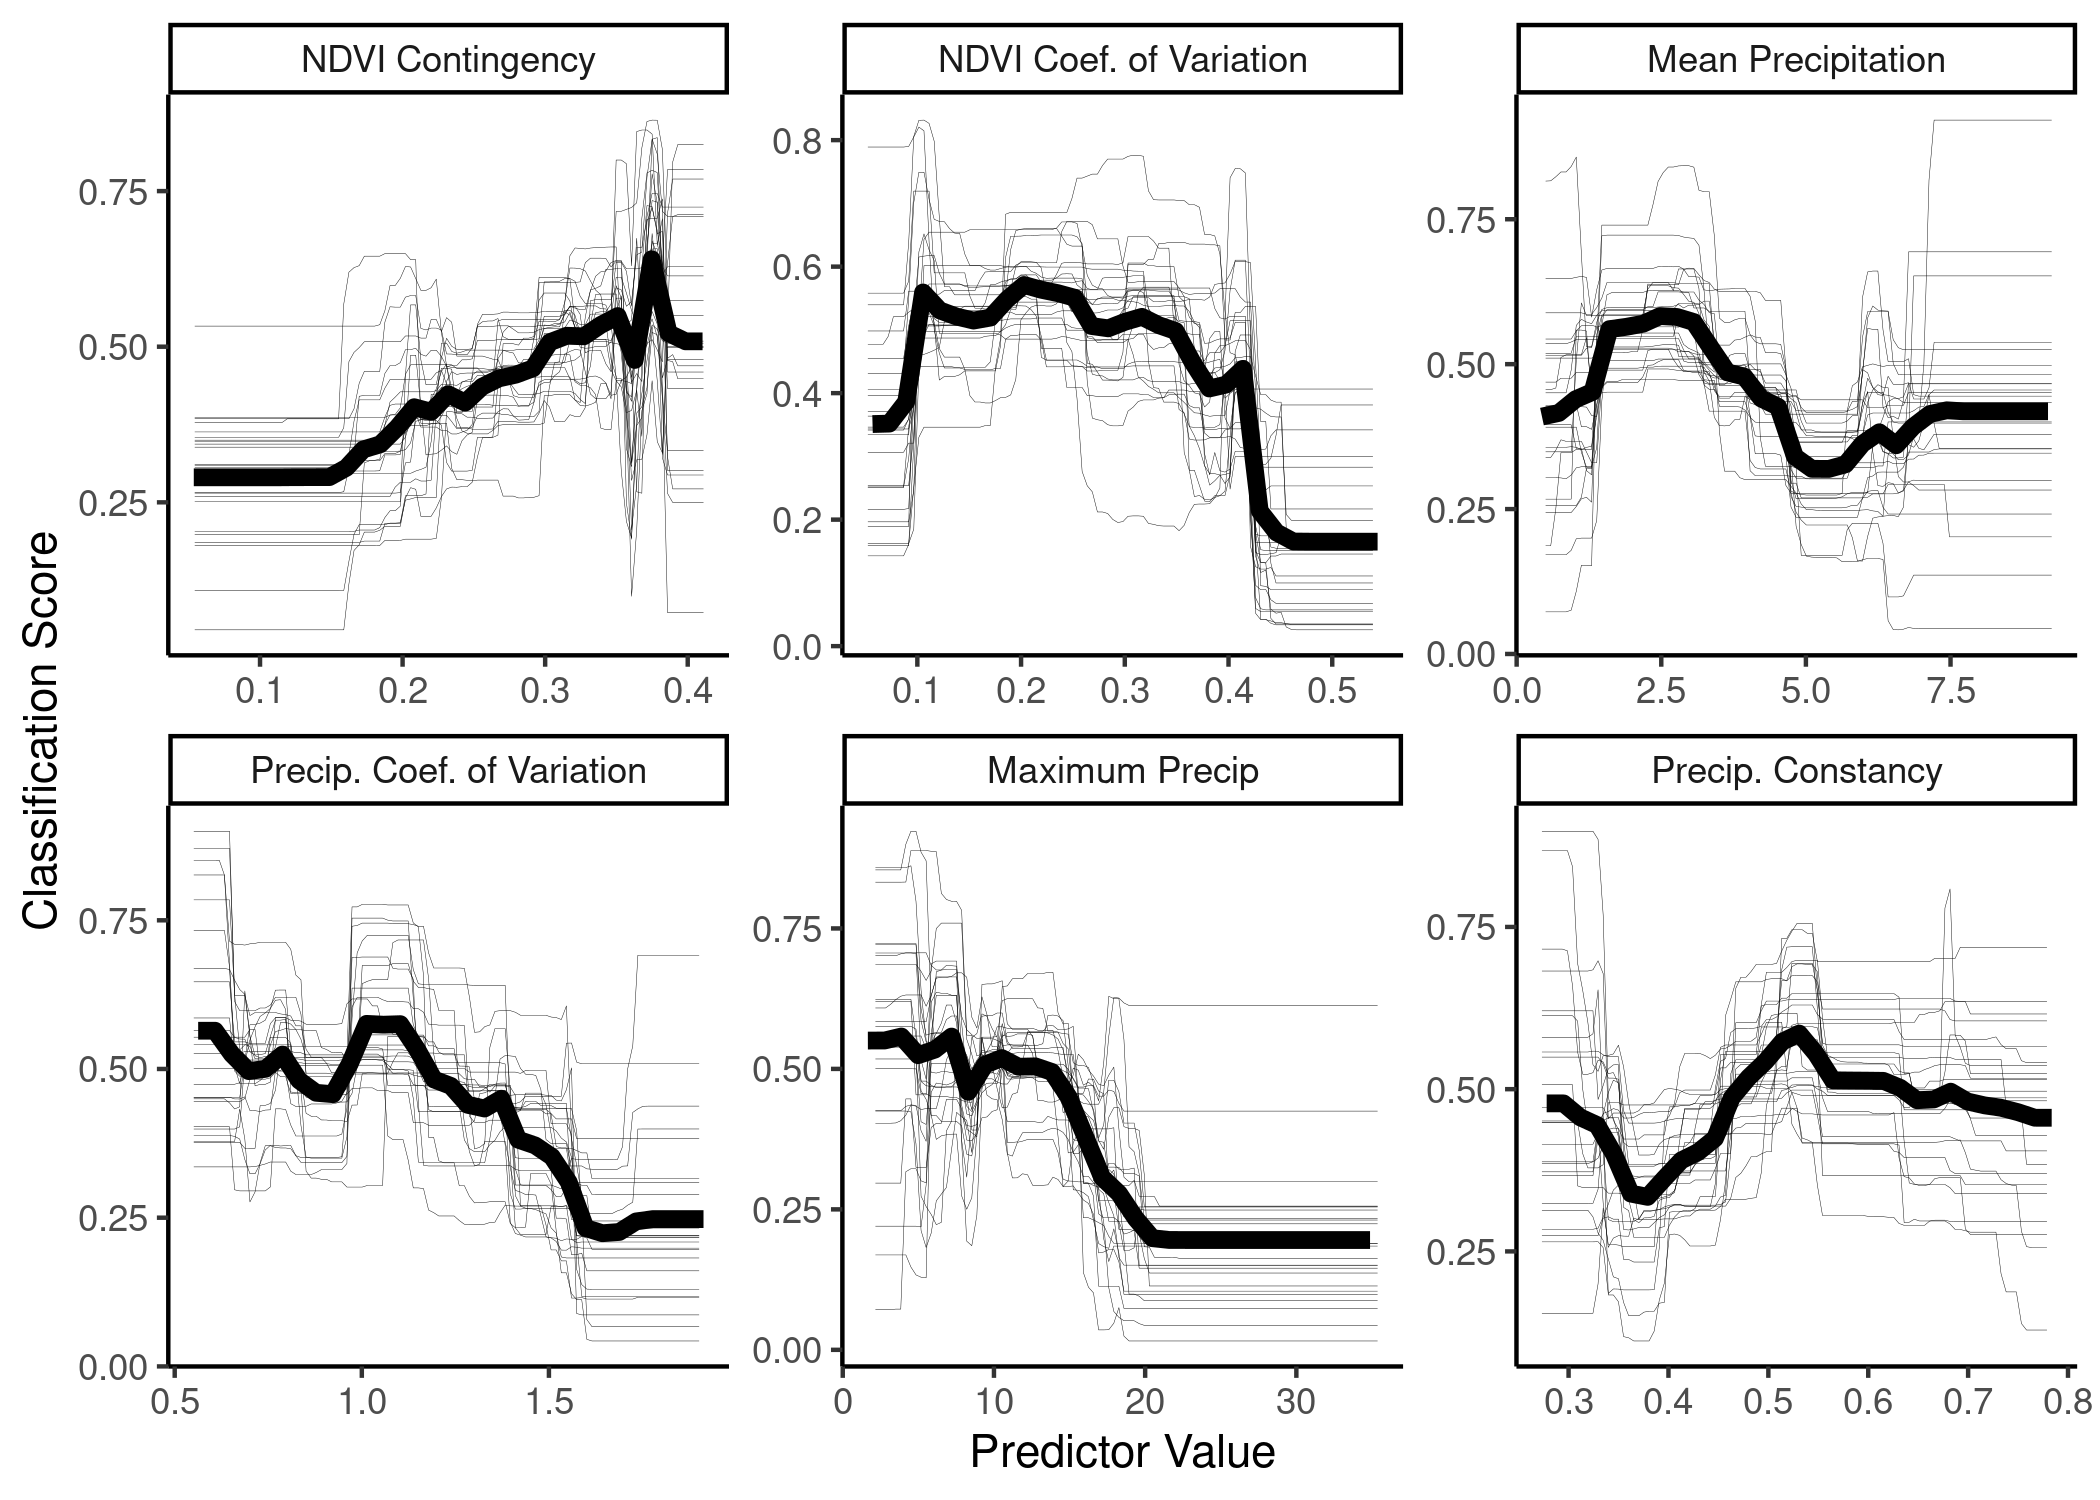 NDVI Contingency
NDVI Coef. of Variation
Mean Precipitation
0.75
0.50
0.25
0.1 0.2 0.3 0.4
0.8
0.6
0.4
0.2
0.0
0.1 0.2 0.3 0.4 0.5
0.75
0.50
0.25
0.00
0.0 2.5 5.0 7.5
Classification Score
Precip. Coef. of Variation
Maximum Precip
Precip. Constancy
0.75
0.50
0.25
0.00
0.5 1.0 1.5
0.75
0.50
0.25
0.00
0 10 20 30
0.75
0.50
0.25
0.3 0.4 0.5 0.6 0.7 0.8
Predictor Value